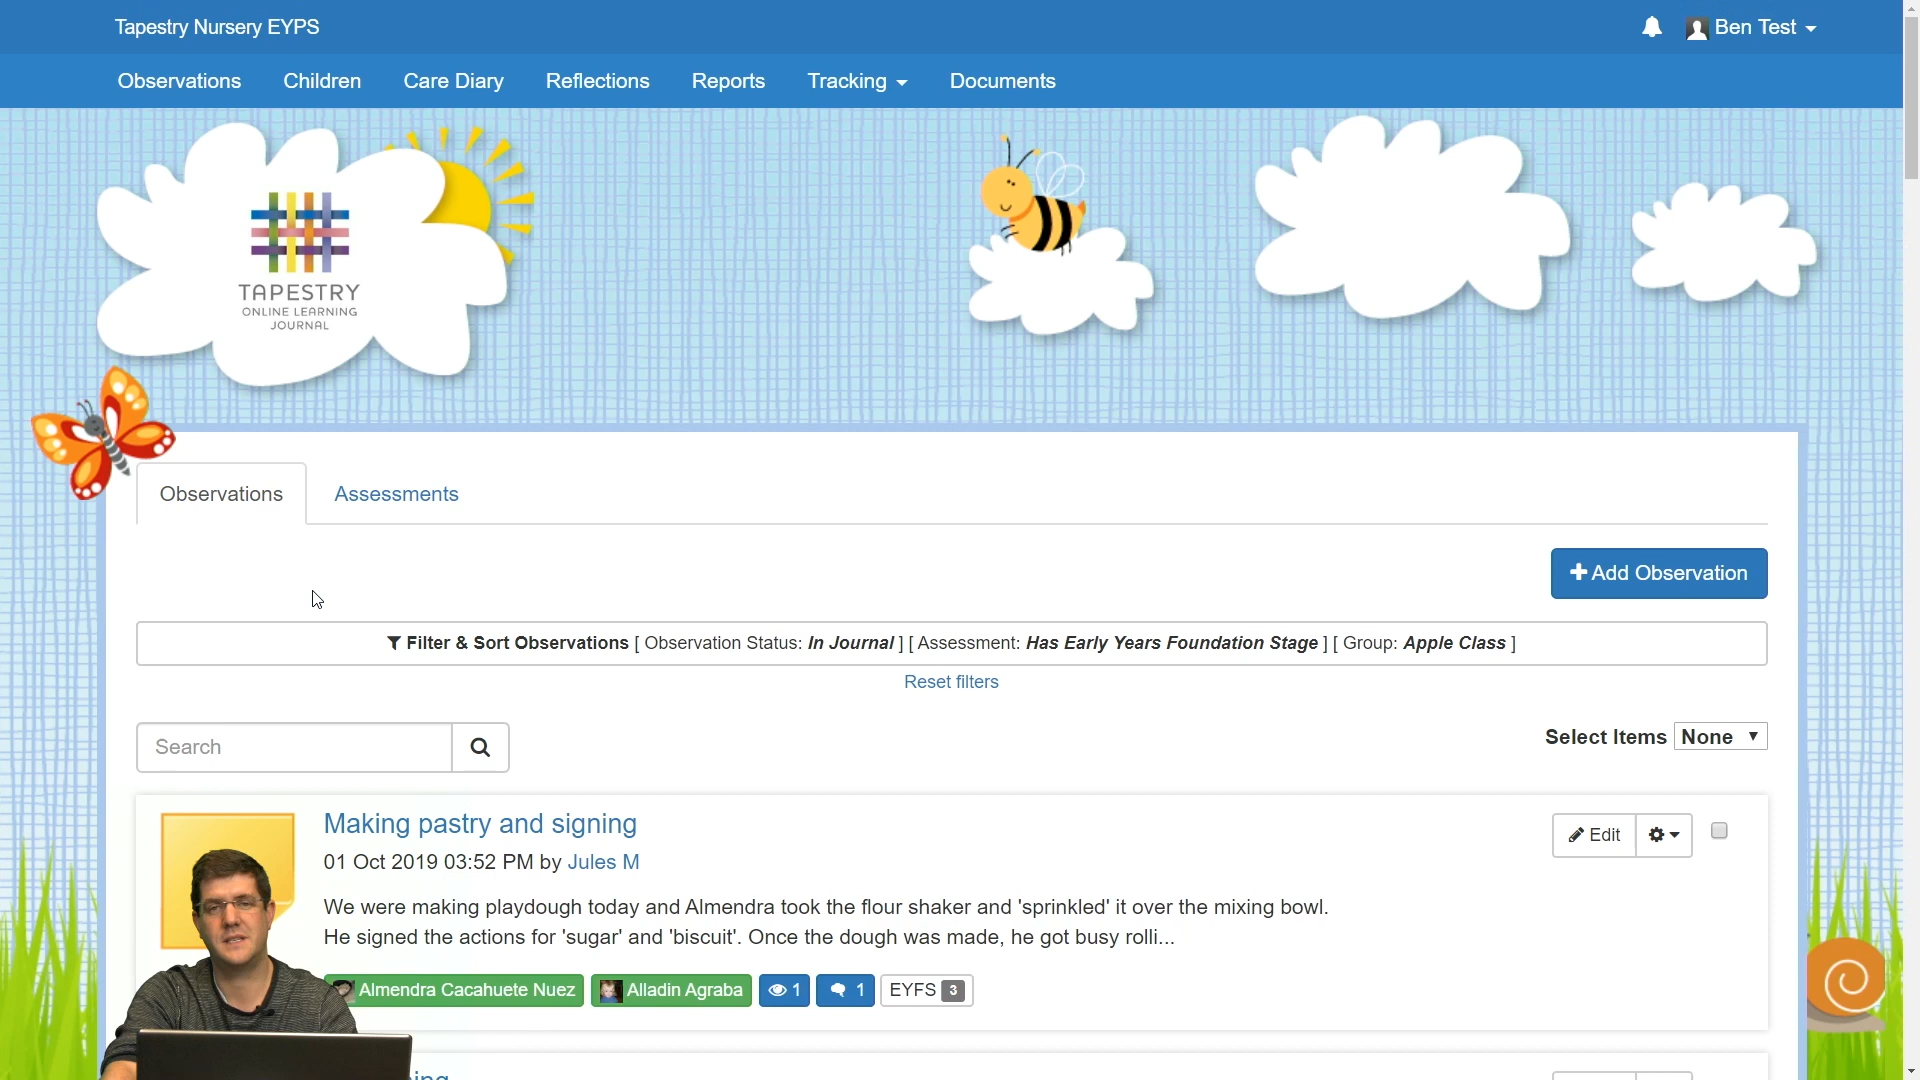 Tapestry Nursery EYPS
Ben Test
Observations Children Care Diary Reflections Reports Tracking Documents
TAPESTRY
ONLINE LEARNING
JOURNAL
Observations Assessments
Add Observation
Filter & Sort Observations [ Observation Status: In Journal ] [ Assessment: Has Early Years Foundation Stage ] [ Group: Apple Class ]
Reset filters
Search
Select Items None
Making pastry and signing
Edit
01 Oct 2019 03:52 PM by Jules M
We were making playdough today and Almendra took the flour shaker and 'sprinkled' it over the mixing bowl.
He signed the actions for 'sugar' and 'biscuit'. Once the dough was made, he got busy rolli...
Almendra Cacahuete Nuez Alladin Agraba 1 1 EYFS 3